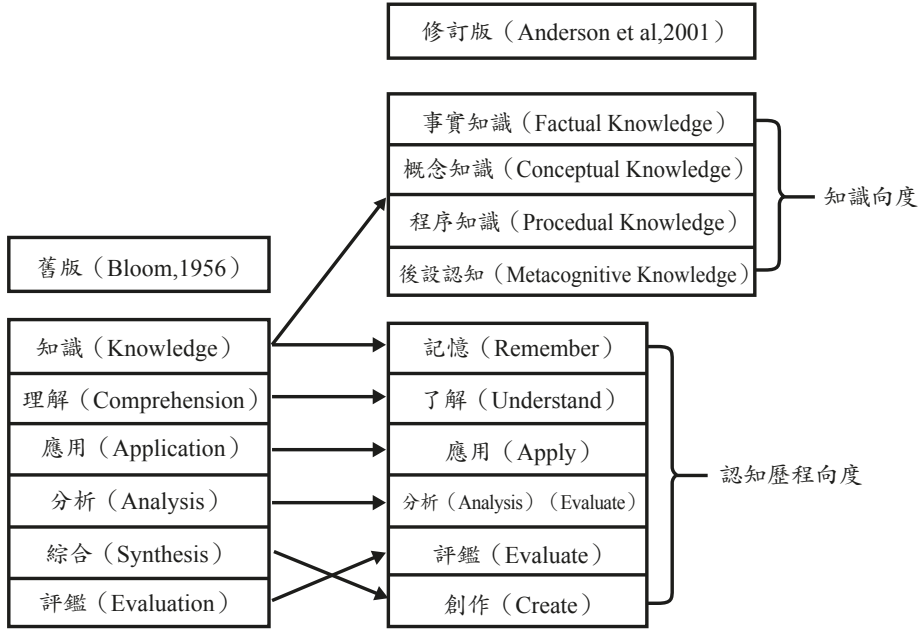 修訂版（Anderson et al,2001）
事實知識（Factual Knowledge）
概念知識（Conceptual Knowledge）
程序知識（Procedual Knowledge）
後設認知（Metacognitive Knowledge）
知識向度
舊版（Bloom,1956）
知識（Knowledge）
理解（Comprehension）
應用（Application）
分析（Analysis）
綜合（Synthesis）
評鑑（Evaluation）
記憶（Remember）
了解（Understand）
應用（Apply）
分析（Analysis）（Evaluate）
評鑑（Evaluate）
創作（Create）
認知歷程向度